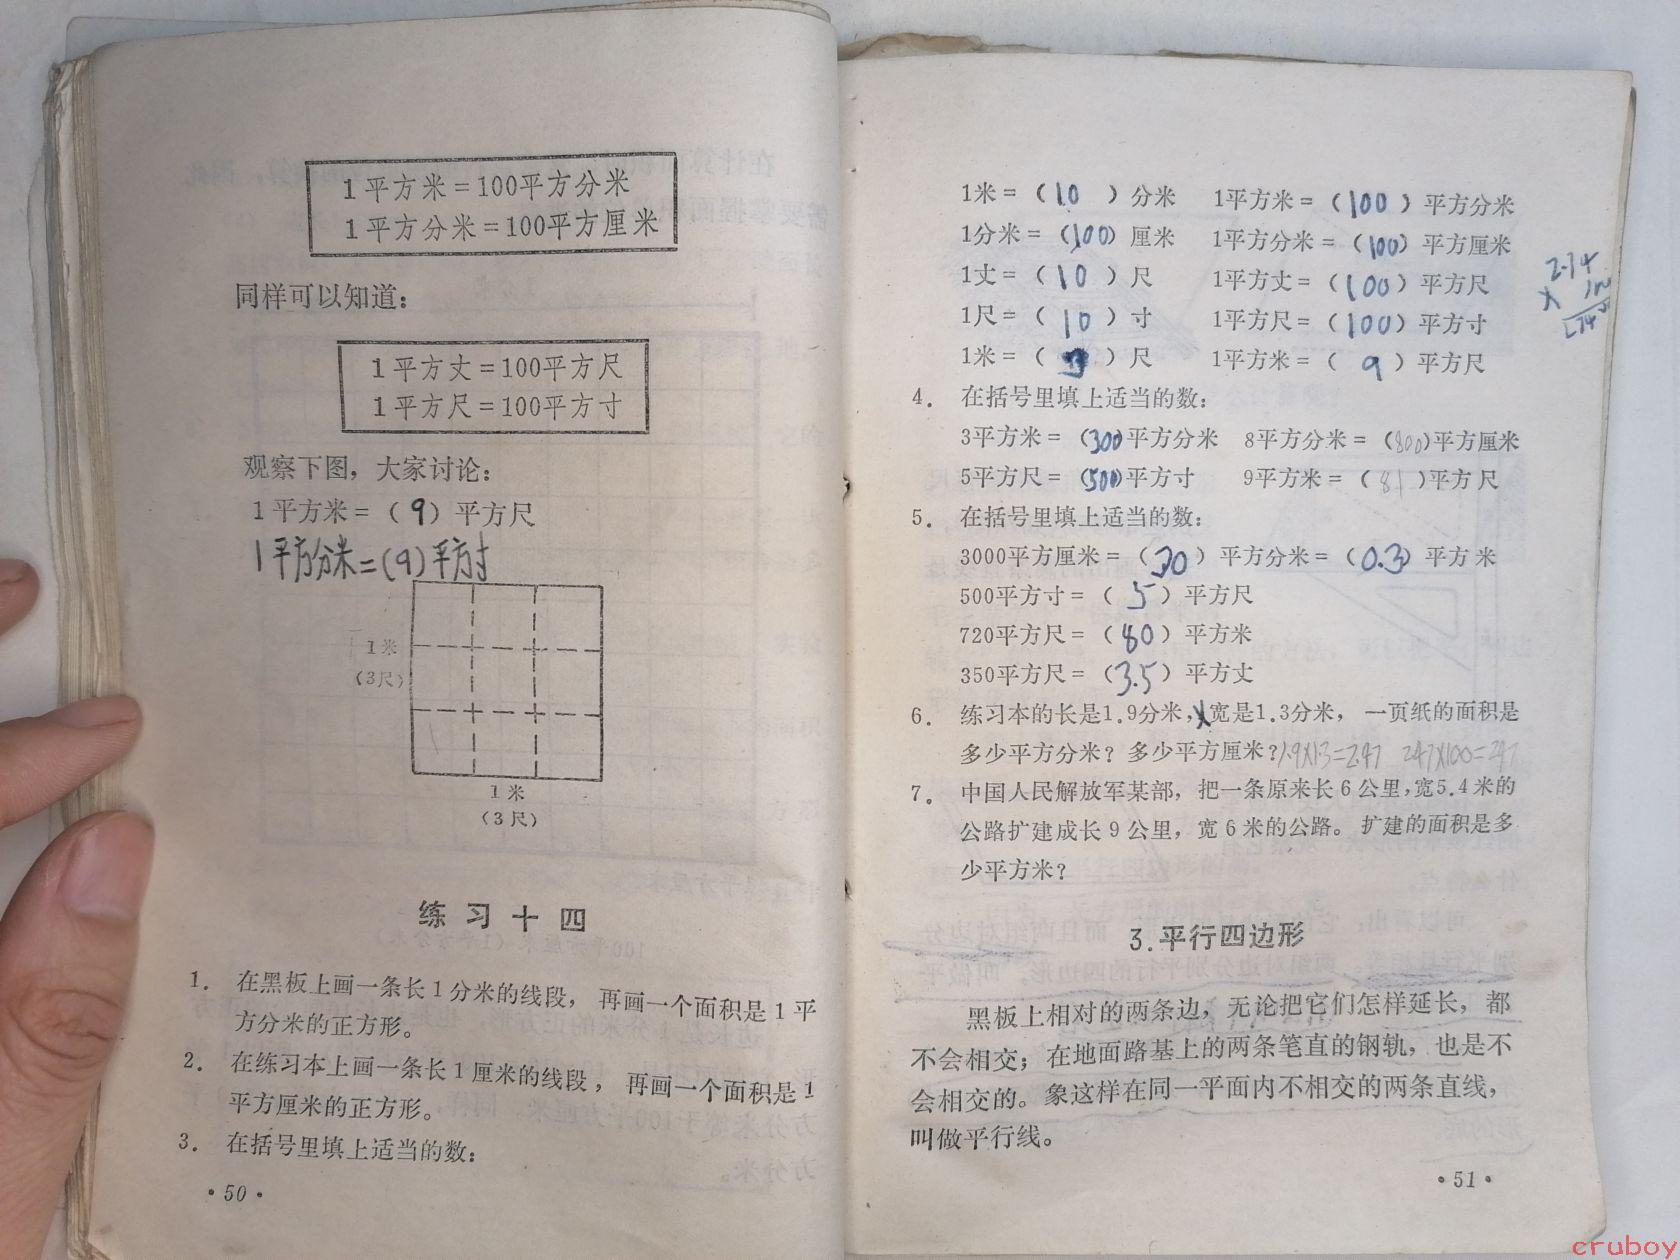 1平方米=100平方分米
1平方分米=100平方厘米
同样可以知道:
1平方丈=100平方尺
1平方尺=100平方寸
观察下图，大家讨论:
1平方米=（9）平方尺
1平方分米=(9)平方寸
1米
(3尺)
1米
(3尺)
练习十四
1. 在黑板上画一条长1分米的线段，再画一个面积是1平
方分米的正方形。
2. 在练习本上画一条长1厘米的线段，再画一个面积是1
平方厘米的正方形。
3. 在括号里填上适当的数:
·50·
1米=（10）分米 1平方米=（100）平方分米
1分米=（100）厘米 1平方分米=（100）平方厘米
1丈=（10）尺 1平方丈=（100）平方尺
1尺=（10）寸 1平方尺=（100）平方寸
1米=（3）尺 1平方米=（9）平方尺
4. 在括号里填上适当的数:
3平方米=（300）平方分米 8平方分米=（800）平方厘米
5平方尺=（500）平方寸 9平方米=（81）平方尺
5. 在括号里填上适当的数:
3000平方厘米=（30）平方分米=（0.3）平方米
500平方寸=（5）平方尺
720平方尺=（80）平方米
350平方尺=（3.5）平方丈
6. 练习本的长是1.9分米，宽是1.3分米，一页纸的面积是
多少平方分米？多少平方厘米？1.9×1.3=2.47 2.47×100=247
7. 中国人民解放军某部，把一条原来长6公里，宽5.4米的
公路扩建成长9公里，宽6米的公路。扩建的面积是多
少平方米？
3.平行四边形
黑板上相对的两条边，无论把它们怎样延长，都
不会相交；在地面路基上的两条笔直的钢轨，也是不
会相交的。象这样在同一平面内不相交的两条直线，
叫做平行线。
·51·
cruboy